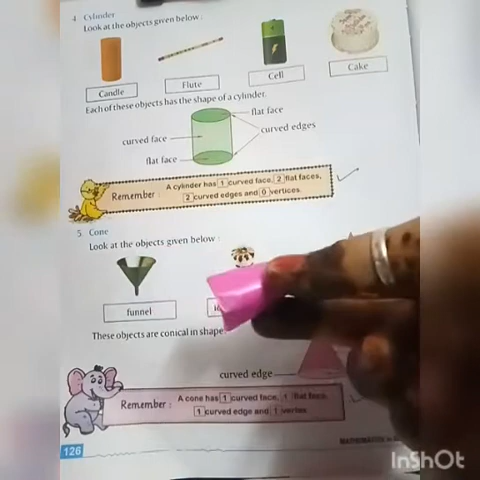 4 Cylinder
Look at the objects given below :
Candle
Flute
Cell
Cake
Each of these objects has the shape of a cylinder.
flat face
curved face
curved edges
flat face
Remember : A cylinder has 1 curved face, 2 flat faces,
2 curved edges and 0 vertices.
5 Cone
Look at the objects given below :
funnel
These objects are conical in shape.
curved edge
Remember : A cone has 1 curved face, 1 flat face,
1 curved edge and 1 vertex.
126
InShOt